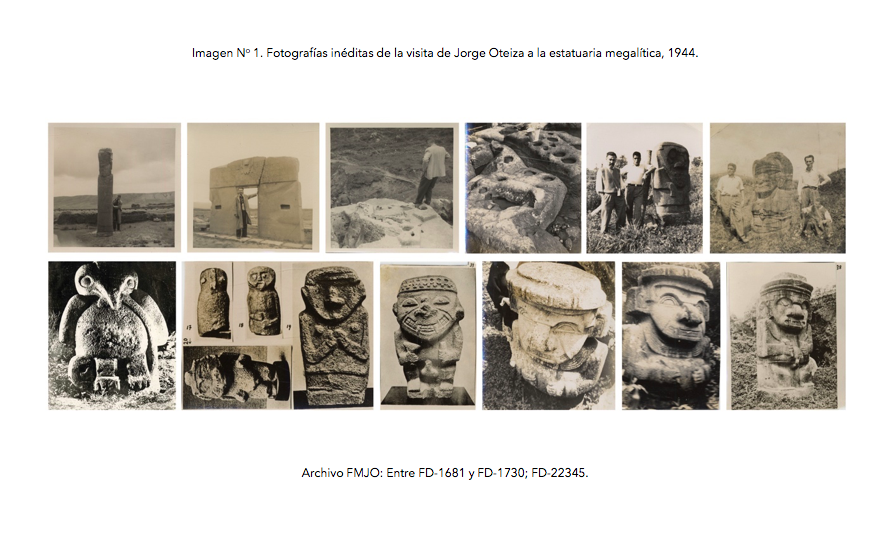 Imagen Nº 1. Fotografías inéditas de la visita de Jorge Oteiza a la estatuaria megalítica, 1944.
Archivo FMJO: Entre FD-1681 y FD-1730; FD-22345.